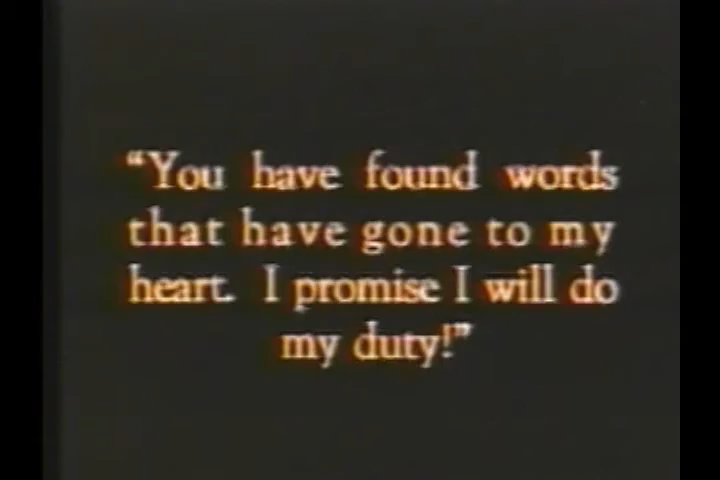 “You have found words
that have gone to my
heart. I promise I will do
my duty!”